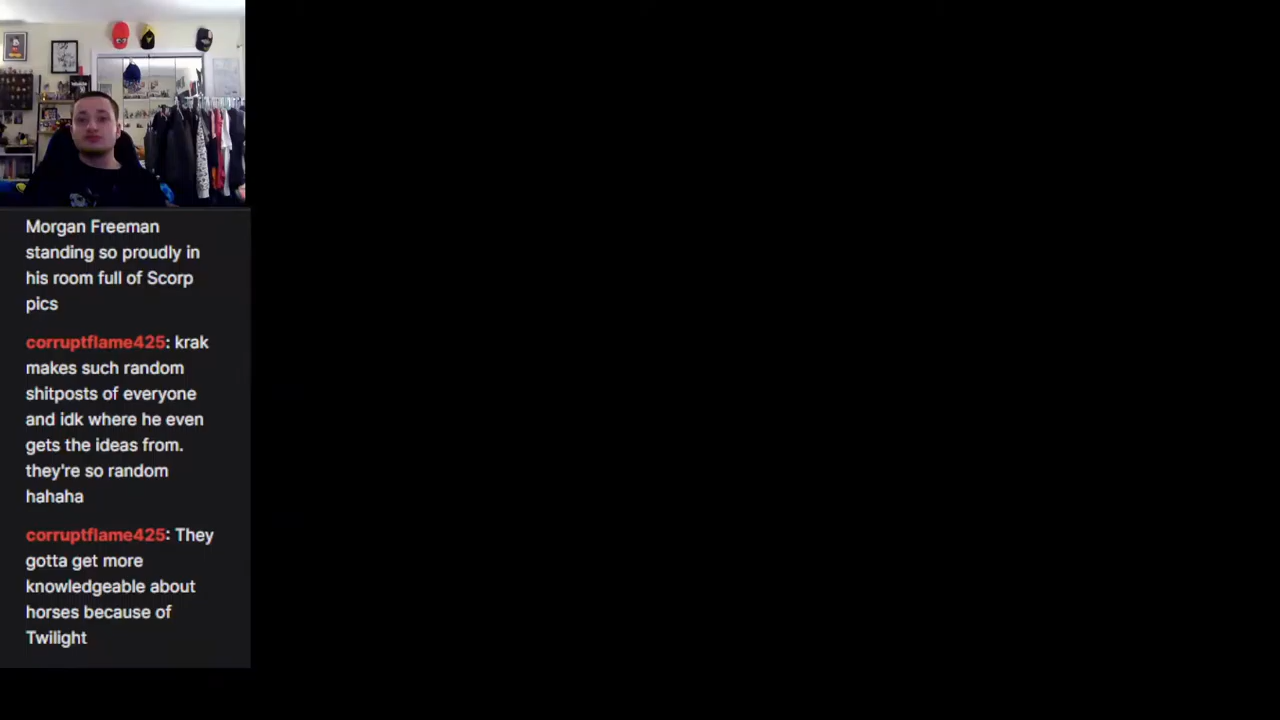 Morgan Freeman
standing so proudly in
his room full of Scorp
pics
corruptflame425: krak
makes such random
shitposts of everyone
and idk where he even
gets the ideas from.
they're so random
hahaha
corruptflame425: They
gotta get more
knowledgeable about
horses because of
Twilight